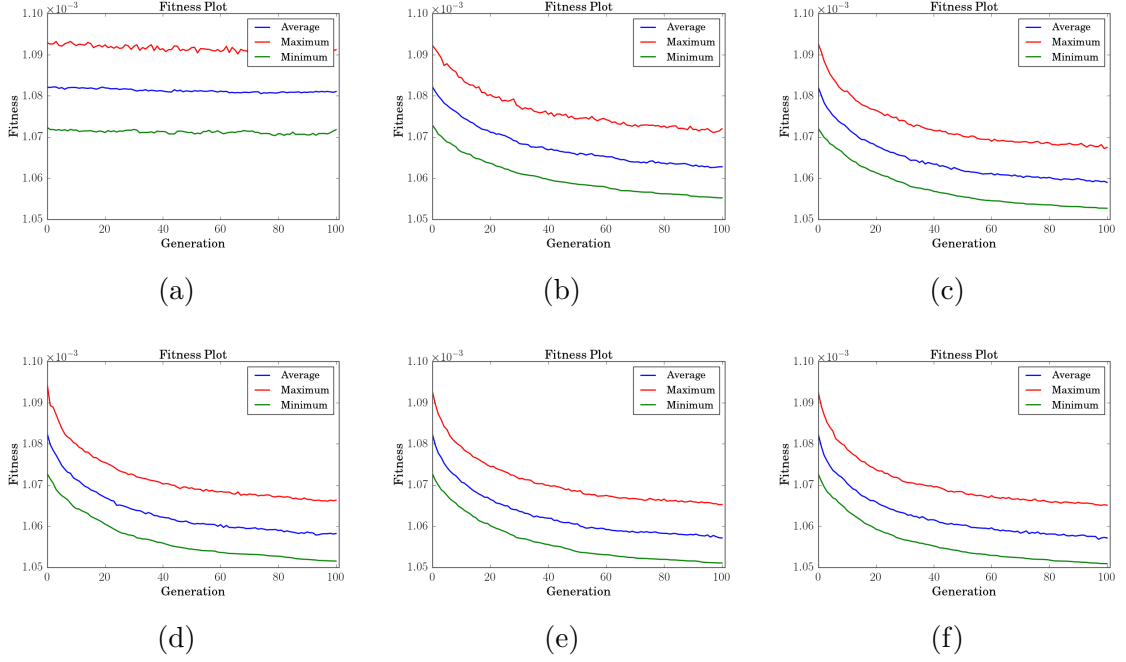 Fitness Plot
×10⁻³
1.10
1.09
1.08
1.07
1.06
1.05
0 20 40 60 80 100
Fitness
Generation
Average
Maximum
Minimum
(a)
Fitness Plot
×10⁻³
1.10
1.09
1.08
1.07
1.06
1.05
0 20 40 60 80 100
Fitness
Generation
Average
Maximum
Minimum
(b)
Fitness Plot
×10⁻³
1.10
1.09
1.08
1.07
1.06
1.05
0 20 40 60 80 100
Fitness
Generation
Average
Maximum
Minimum
(c)
Fitness Plot
×10⁻³
1.10
1.09
1.08
1.07
1.06
1.05
0 20 40 60 80 100
Fitness
Generation
Average
Maximum
Minimum
(d)
Fitness Plot
×10⁻³
1.10
1.09
1.08
1.07
1.06
1.05
0 20 40 60 80 100
Fitness
Generation
Average
Maximum
Minimum
(e)
Fitness Plot
×10⁻³
1.10
1.09
1.08
1.07
1.06
1.05
0 20 40 60 80 100
Fitness
Generation
Average
Maximum
Minimum
(f)